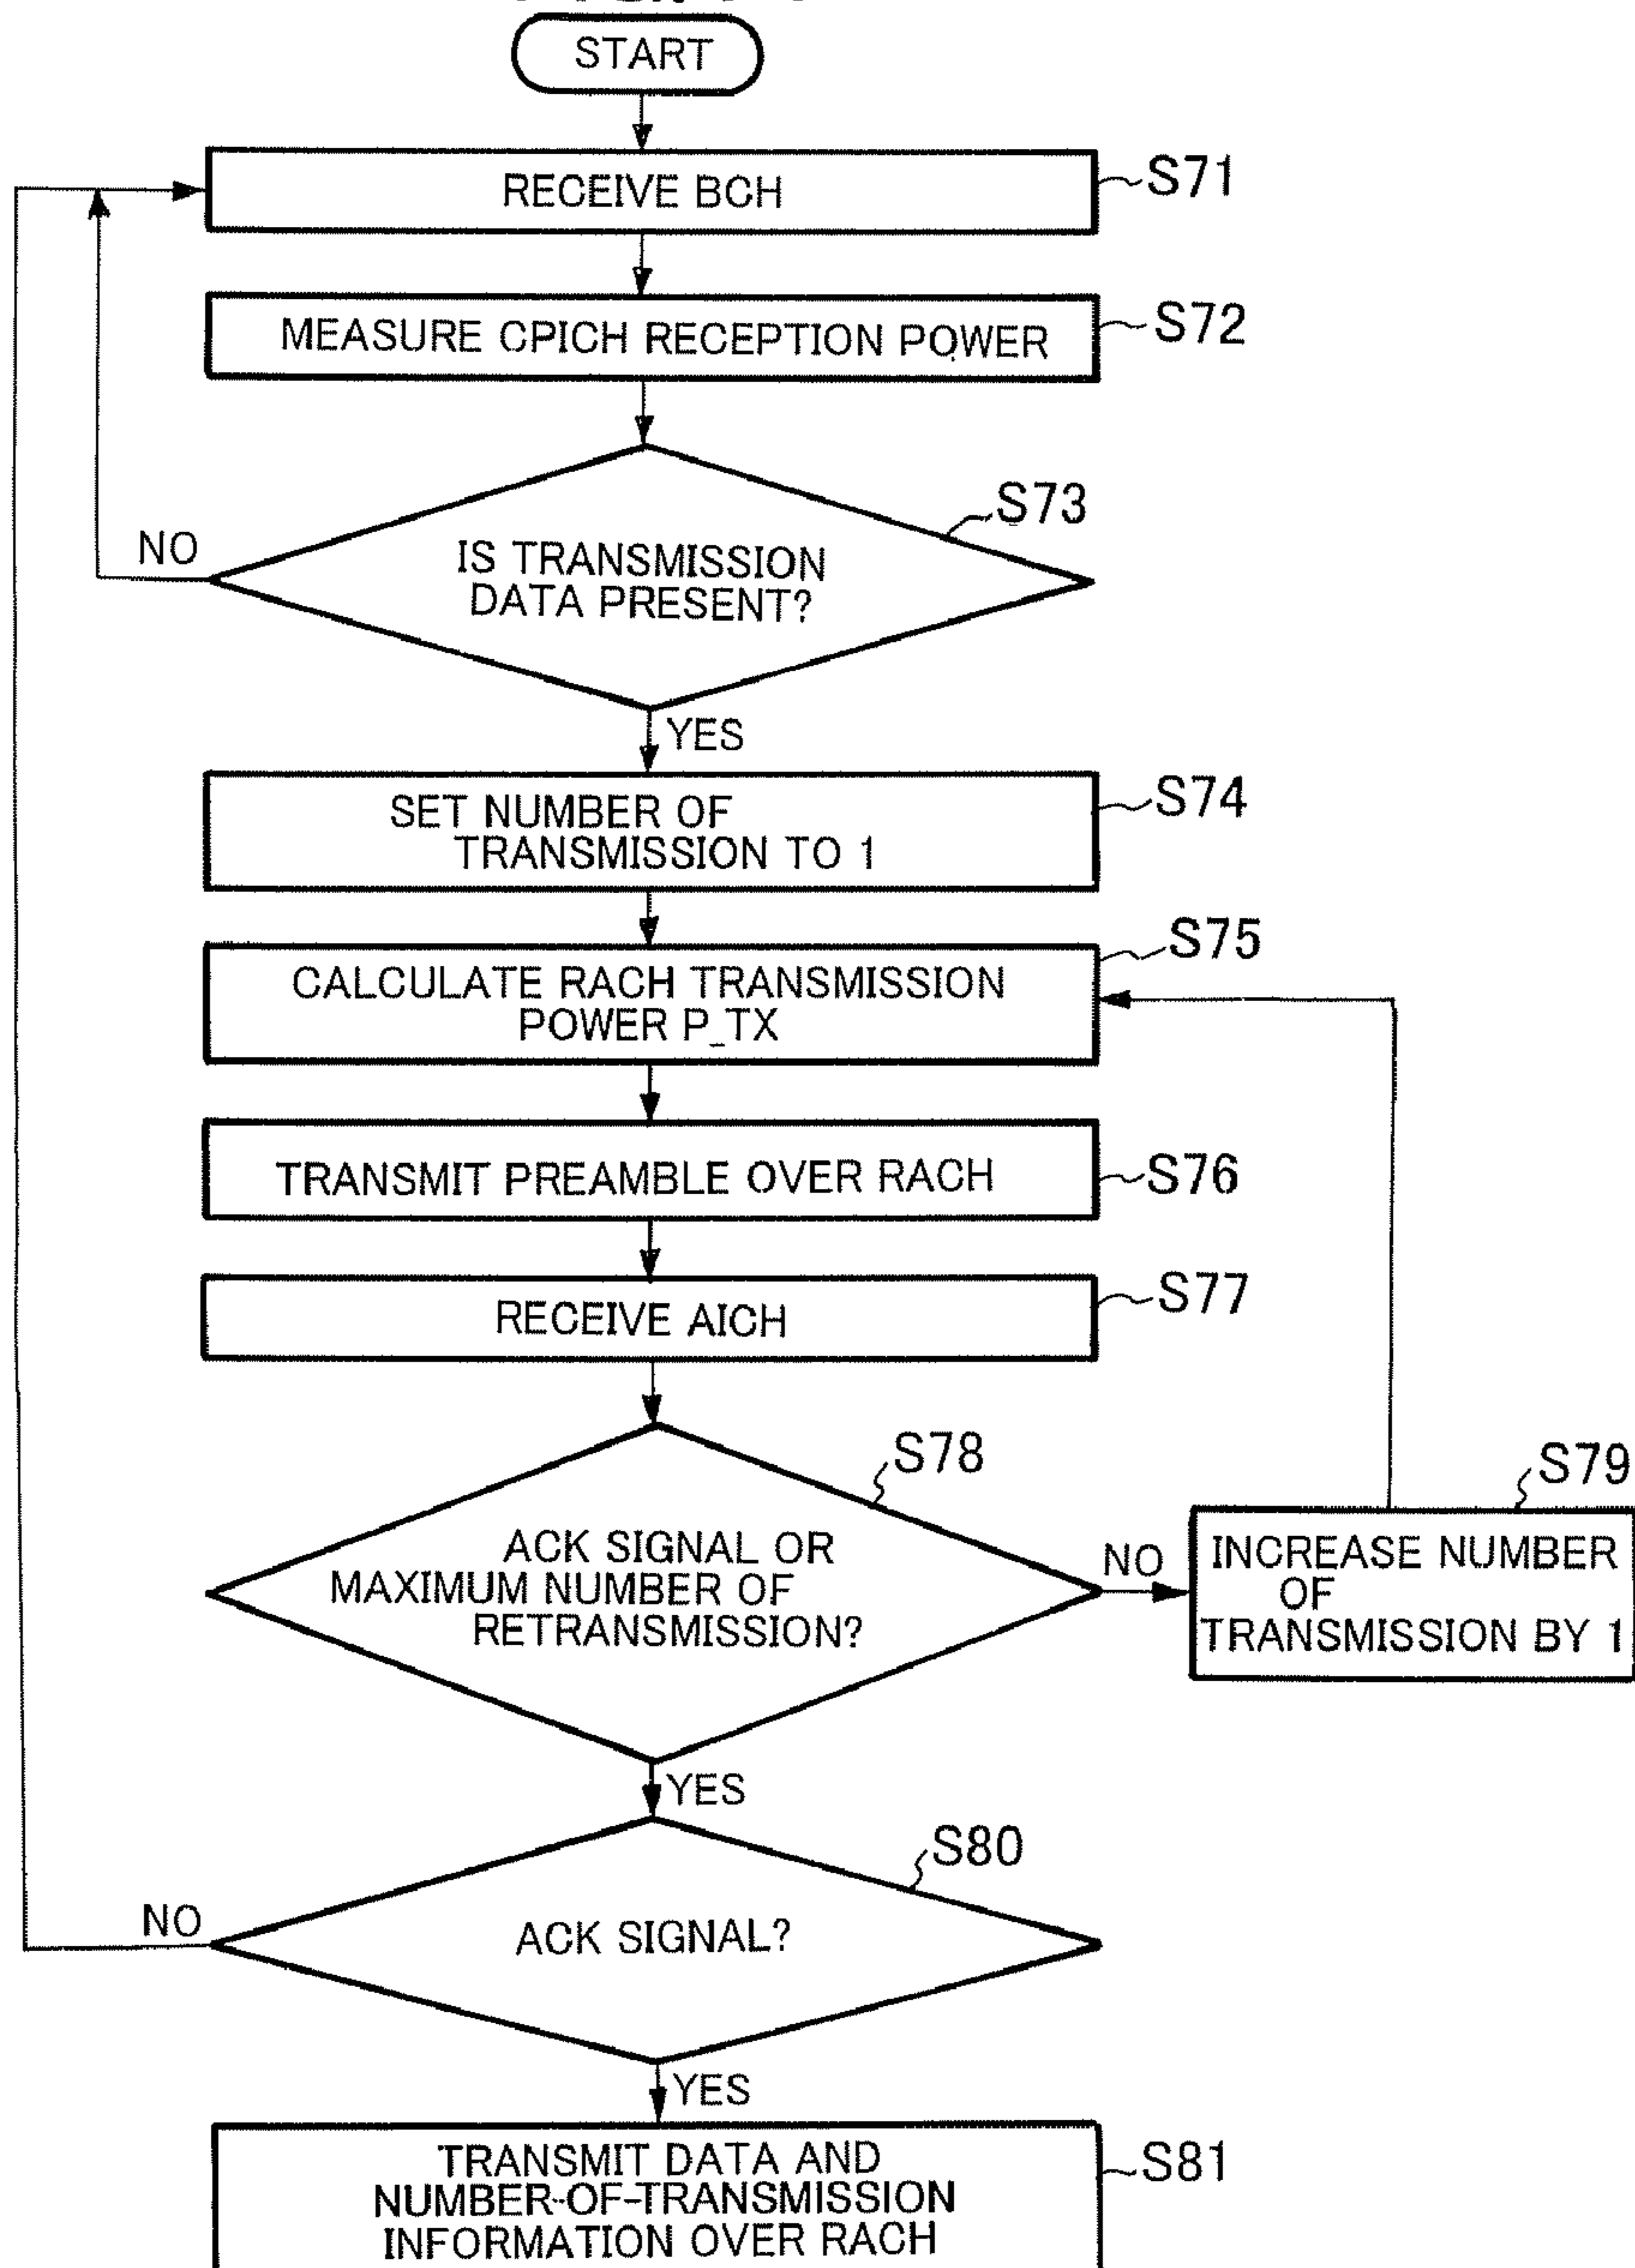 START
RECEIVE BCH
S71
MEASURE CPICH RECEPTION POWER
S72
S73
NO
IS TRANSMISSION
DATA PRESENT?
YES
SET NUMBER OF
TRANSMISSION TO 1
S74
S75
CALCULATE RACH TRANSMISSION
POWER P_TX
TRANSMIT PREAMBLE OVER RACH
S76
RECEIVE AICH
S77
S78
ACK SIGNAL OR
MAXIMUM NUMBER OF
RETRANSMISSION?
NO
S79
INCREASE NUMBER
OF
TRANSMISSION BY 1
YES
S80
NO
ACK SIGNAL?
YES
TRANSMIT DATA AND
NUMBER-OF-TRANSMISSION
INFORMATION OVER RACH
S81